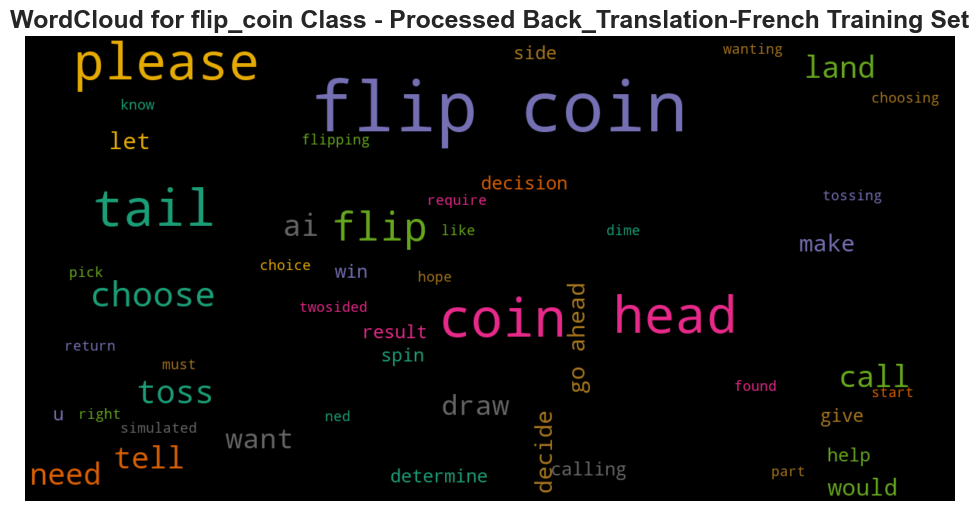 WordCloud for flip_coin Class - Processed Back_Translation-French Training Set
please
side
wanting
land
know
flip coin
choosing
let
flipping
decision
tail
require
tossing
ai
flip
like
dime
make
pick
choice
win
hope
choose
twosided
coin head
go ahead
result
return
spin
must
toss
found
call
start
u
right
draw
ned
give
simulated
want
decide
tell
help
need
determine
calling
part
would